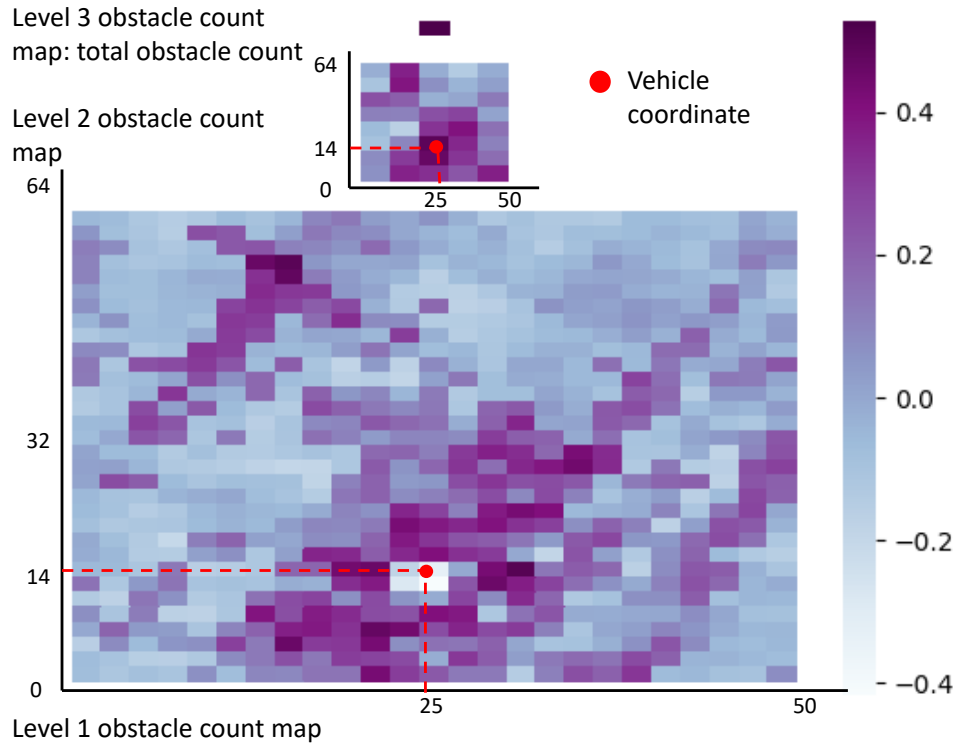 Level 3 obstacle count
map: total obstacle count
Level 2 obstacle count
map
64
14
0
25
50
Vehicle
coordinate
64
32
14
0
25
50
Level 1 obstacle count map
0.4
0.2
0.0
−0.2
−0.4